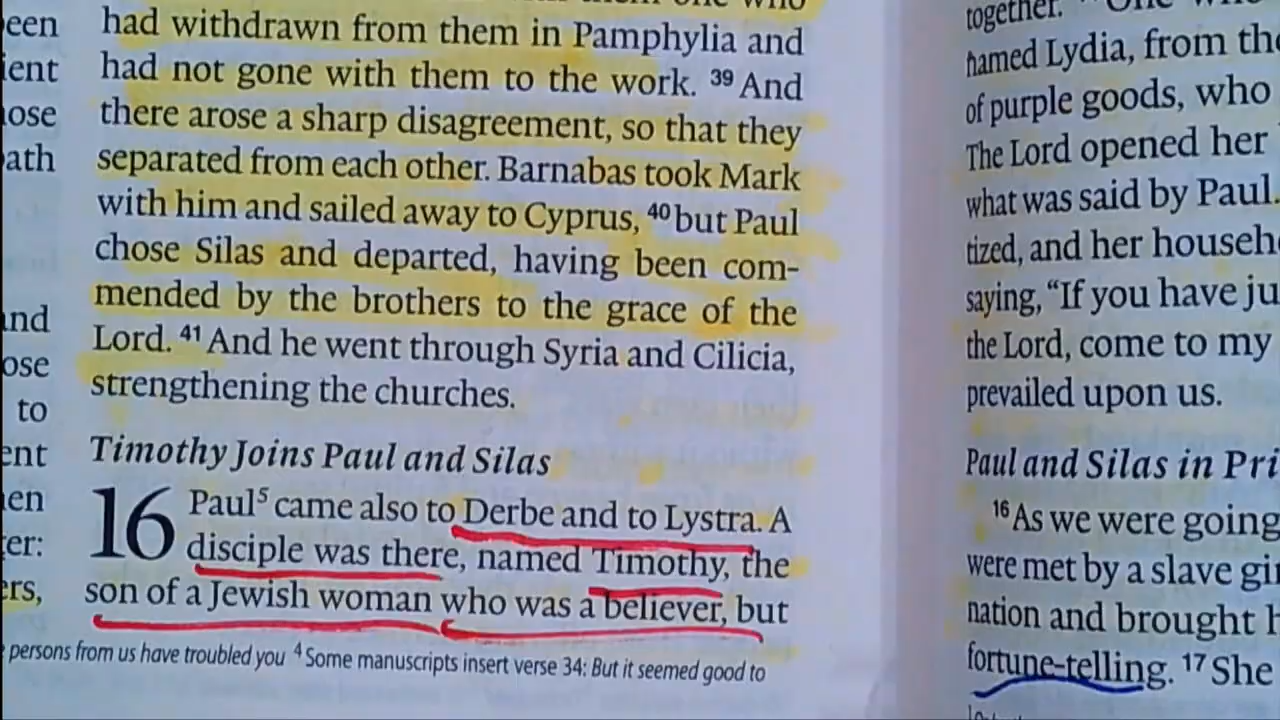 had withdrawn from them in Pamphylia and
had not gone with them to the work. 39 And
there arose a sharp disagreement, so that they
separated from each other. Barnabas took Mark
with him and sailed away to Cyprus, 40 but Paul
chose Silas and departed, having been com-
mended by the brothers to the grace of the
Lord. 41 And he went through Syria and Cilicia,
strengthening the churches.
Timothy Joins Paul and Silas
16 Paul5 came also to Derbe and to Lystra. A
disciple was there, named Timothy, the
son of a Jewish woman who was a believer, but
persons from us have troubled you 4 Some manuscripts insert verse 34: But it seemed good to
together.
named Lydia, from the
of purple goods, who
The Lord opened her
what was said by Paul.
tized, and her househ
saying, “If you have ju
the Lord, come to my
prevailed upon us.
Paul and Silas in Pri
16 As we were going
were met by a slave gi
nation and brought h
fortune-telling. 17 She